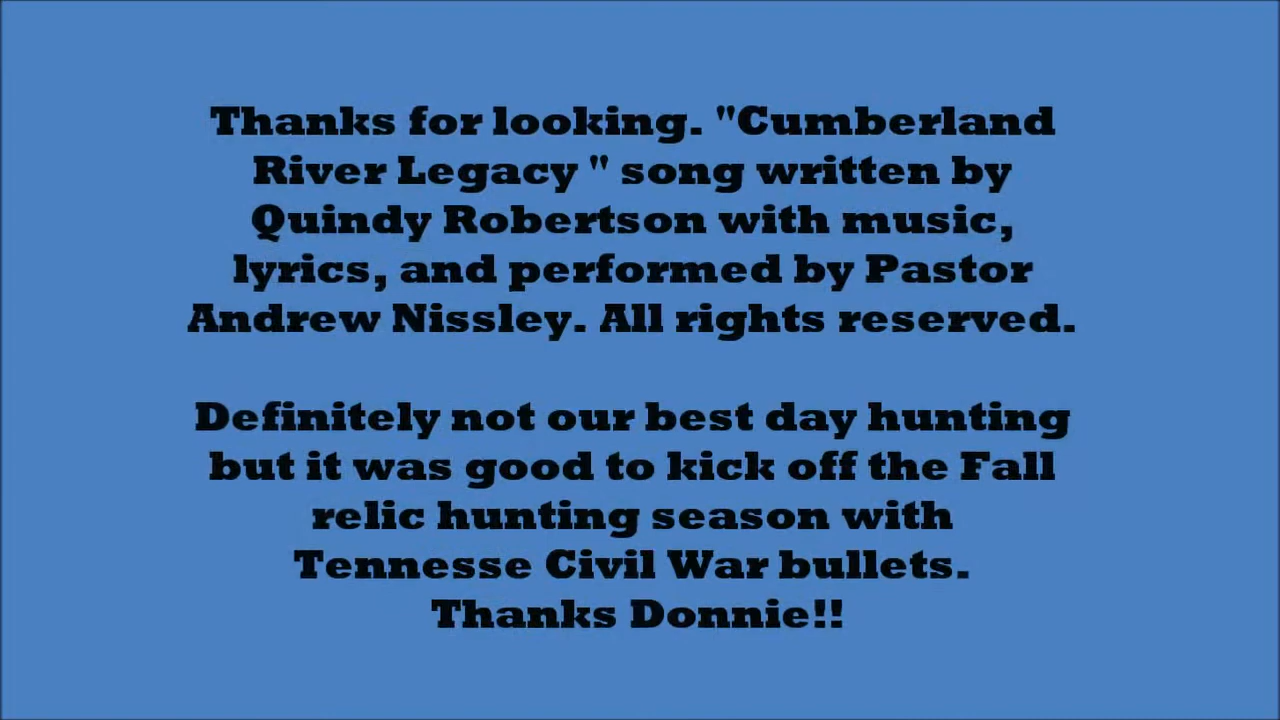 Thanks for looking. "Cumberland
River Legacy " song written by
Quindy Robertson with music,
lyrics, and performed by Pastor
Andrew Nissley. All rights reserved.
Definitely not our best day hunting
but it was good to kick off the Fall
relic hunting season with
Tennesse Civil War bullets.
Thanks Donnie!!